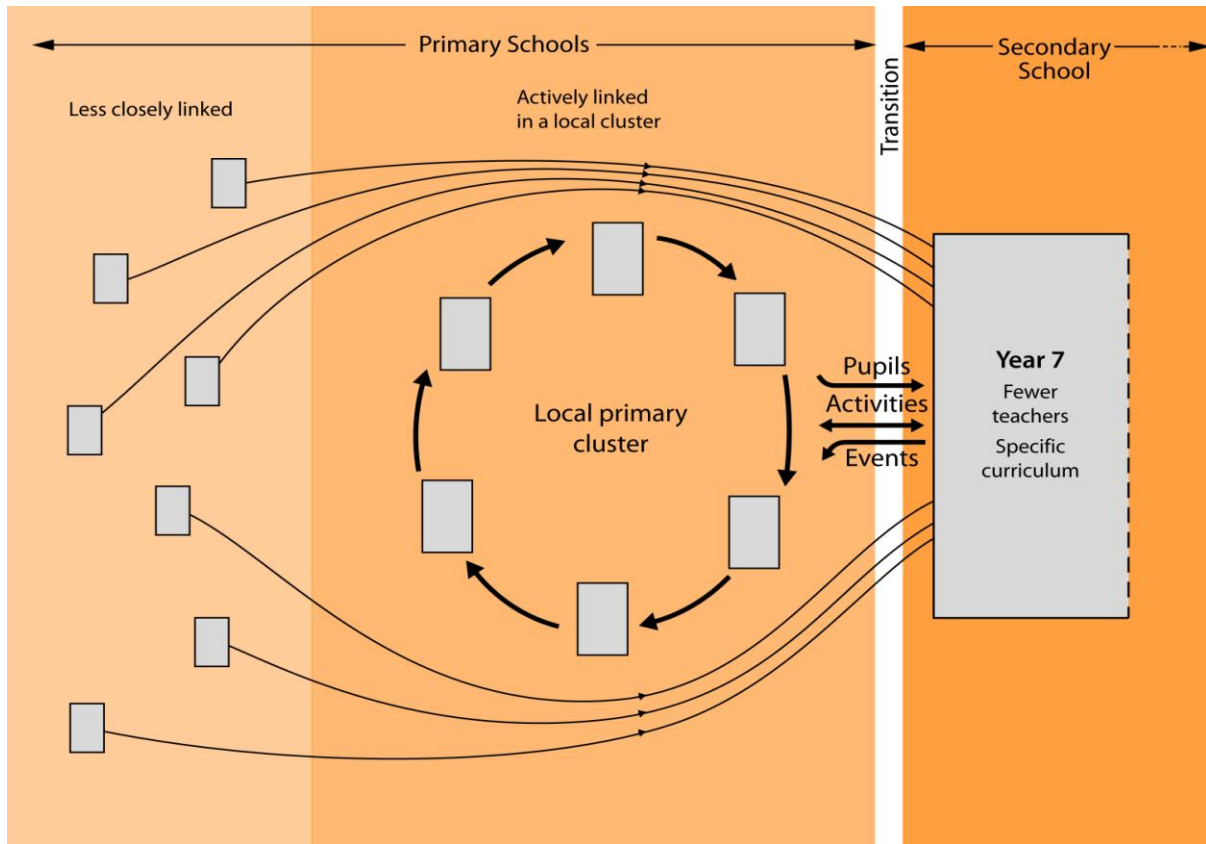 Primary Schools
Secondary
School
Less closely linked
Actively linked
in a local cluster
Transition
Local primary
cluster
Pupils
Activities
Events
Year 7
Fewer
teachers
Specific
curriculum